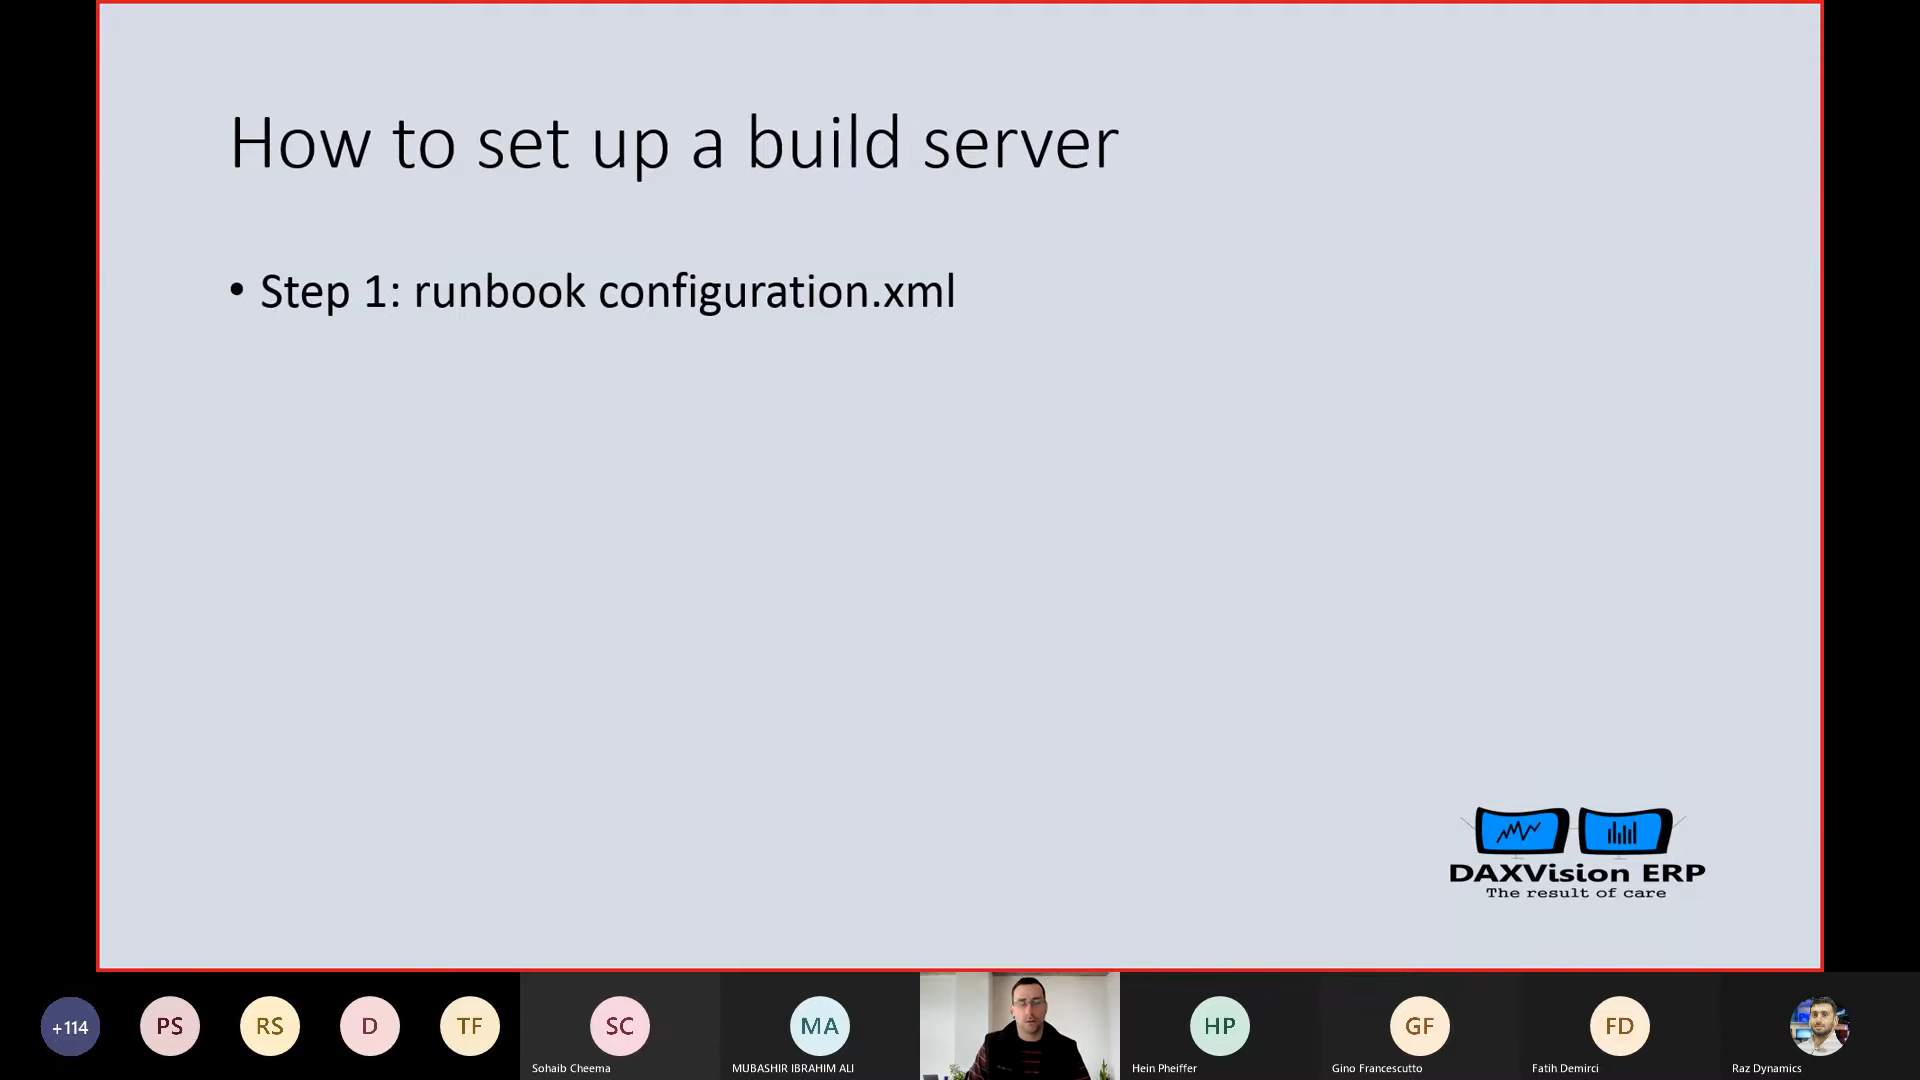 How to set up a build server
• Step 1: runbook configuration.xml
DAXVision ERP
The result of care
+114
PS
RS
D
TF
SC
MA
HP
GF
FD
Sohaib Cheema
MUBASHIR IBRAHIM ALI
Hein Pheiffer
Gino Francescutto
Fatih Demirci
Raz Dynamics